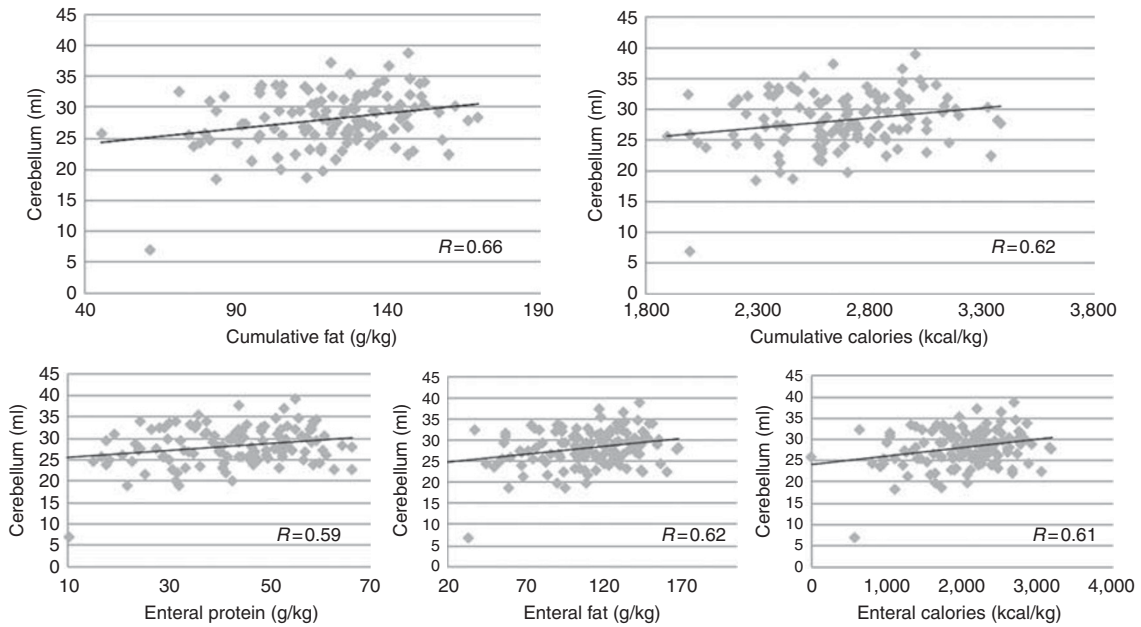 45
40
35
30
25
20
15
10
5
0
Cerebellum (ml)
R=0.66
40 90 140 190
Cumulative fat (g/kg)
45
40
35
30
25
20
15
10
5
0
Cerebellum (ml)
R=0.62
1,800 2,300 2,800 3,300 3,800
Cumulative calories (kcal/kg)
45
40
35
30
25
20
15
10
5
0
Cerebellum (ml)
R=0.59
10 30 50 70
Enteral protein (g/kg)
45
40
35
30
25
20
15
10
5
0
Cerebellum (ml)
R=0.62
20 70 120 170
Enteral fat (g/kg)
45
40
35
30
25
20
15
10
5
0
Cerebellum (ml)
R=0.61
0 1,000 2,000 3,000 4,000
Enteral calories (kcal/kg)